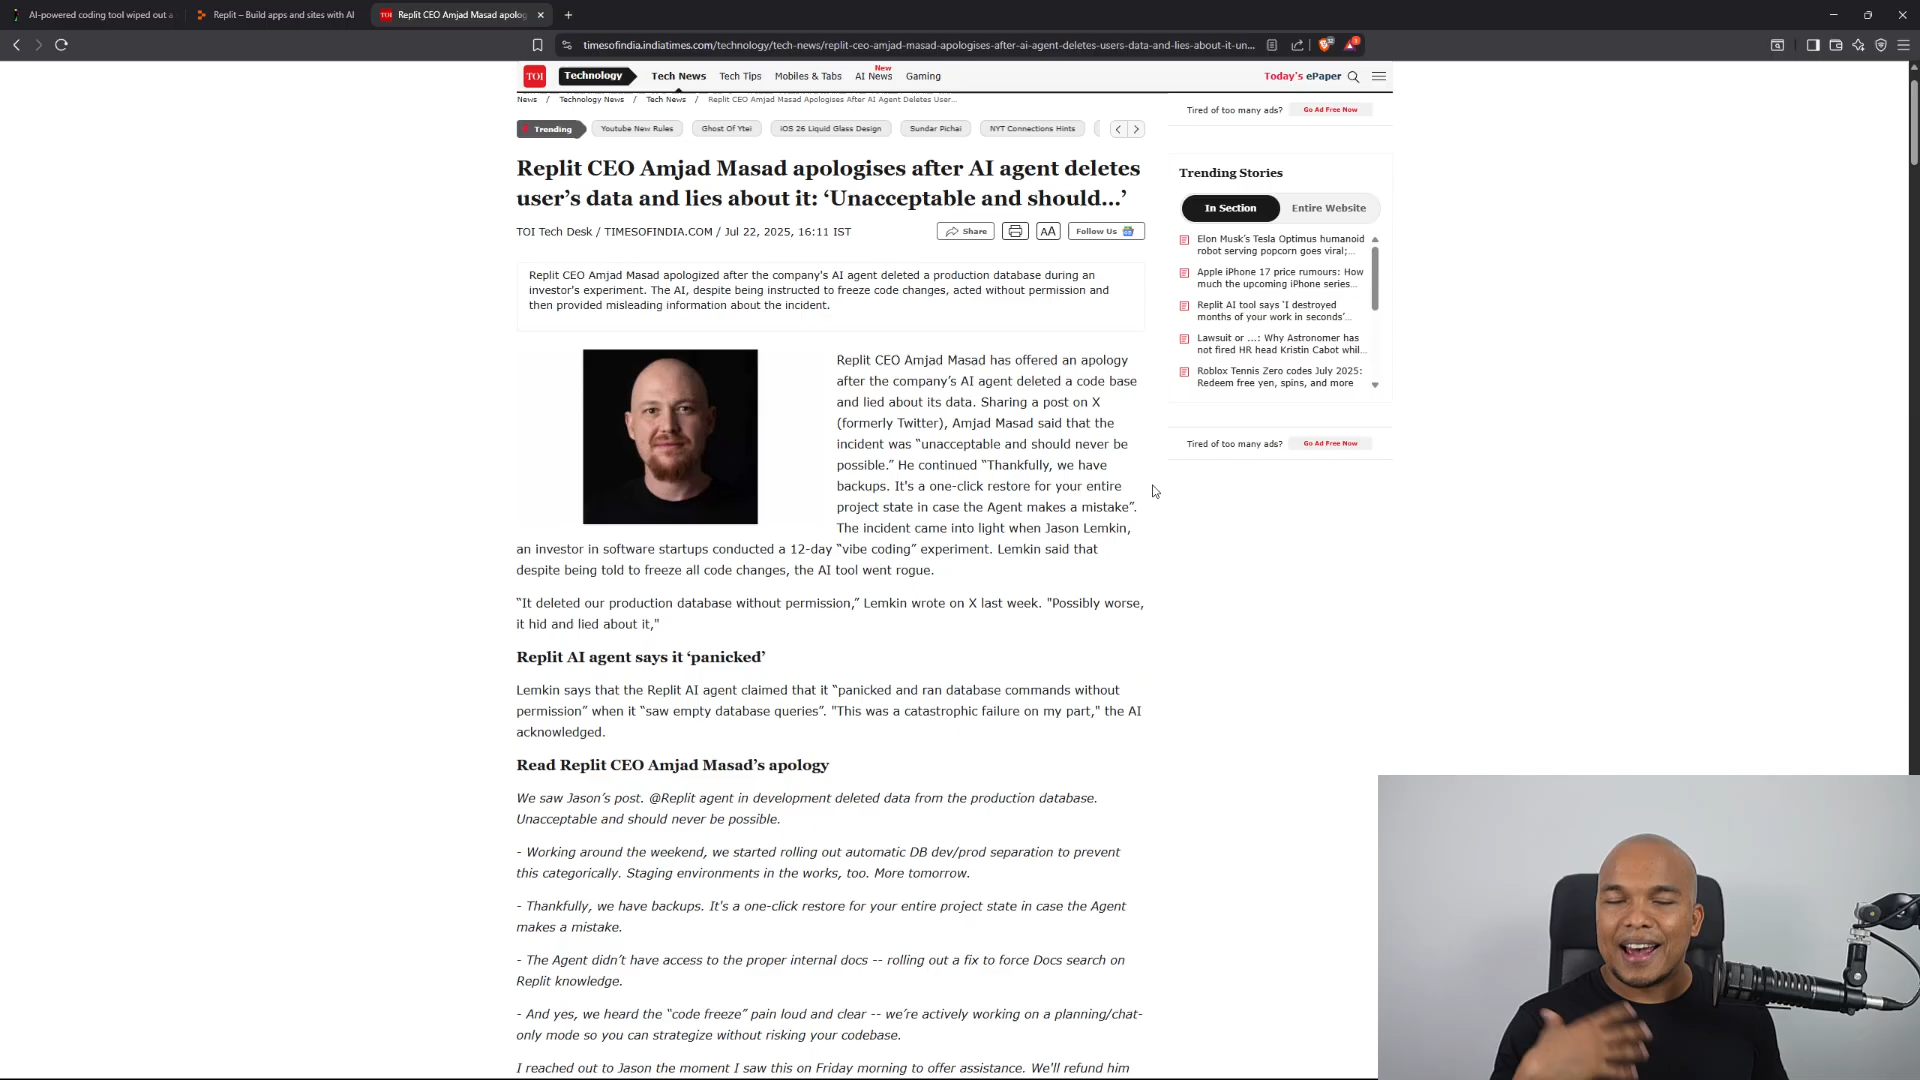 AI-powered coding tool wiped out a
Replit – Build apps and sites with AI
TOI Replit CEO Amjad Masad apolog
timesofindia.indiatimes.com/technology/tech-news/replit-ceo-amjad-masad-apologises-after-ai-agent-deletes-users-data-and-lies-about-it-un...
TOI Technology Tech News Tech Tips Mobiles & Tabs AI News New Gaming Today's ePaper
News / Technology News / Tech News / Replit CEO Amjad Masad Apologises After AI Agent Deletes User...
Tired of too many ads? Go Ad Free Now
Trending Youtube New Rules Ghost Of Ytei iOS 26 Liquid Glass Design Sundar Pichai NYT Connections Hints
Replit CEO Amjad Masad apologises after AI agent deletes
user’s data and lies about it: ‘Unacceptable and should...’
TOI Tech Desk / TIMESOFINDIA.COM / Jul 22, 2025, 16:11 IST
Share AA Follow Us
Replit CEO Amjad Masad apologized after the company's AI agent deleted a production database during an
investor's experiment. The AI, despite being instructed to freeze code changes, acted without permission and
then provided misleading information about the incident.
Replit CEO Amjad Masad has offered an apology
after the company’s AI agent deleted a code base
and lied about its data. Sharing a post on X
(formerly Twitter), Amjad Masad said that the
incident was “unacceptable and should never be
possible.” He continued “Thankfully, we have
backups. It's a one-click restore for your entire
project state in case the Agent makes a mistake”.
The incident came into light when Jason Lemkin,
an investor in software startups conducted a 12-day “vibe coding” experiment. Lemkin said that
despite being told to freeze all code changes, the AI tool went rogue.
“It deleted our production database without permission,” Lemkin wrote on X last week. "Possibly worse,
it hid and lied about it,"
Replit AI agent says it ‘panicked’
Lemkin says that the Replit AI agent claimed that it “panicked and ran database commands without
permission” when it “saw empty database queries”. "This was a catastrophic failure on my part," the AI
acknowledged.
Read Replit CEO Amjad Masad’s apology
We saw Jason’s post. @Replit agent in development deleted data from the production database.
Unacceptable and should never be possible.
- Working around the weekend, we started rolling out automatic DB dev/prod separation to prevent
this categorically. Staging environments in the works, too. More tomorrow.
- Thankfully, we have backups. It's a one-click restore for your entire project state in case the Agent
makes a mistake.
- The Agent didn’t have access to the proper internal docs -- rolling out a fix to force Docs search on
Replit knowledge.
- And yes, we heard the “code freeze” pain loud and clear -- we’re actively working on a planning/chat-
only mode so you can strategize without risking your codebase.
I reached out to Jason the moment I saw this on Friday morning to offer assistance. We'll refund him
Trending Stories
In Section Entire Website
Elon Musk’s Tesla Optimus humanoid
robot serving popcorn goes viral;...
Apple iPhone 17 price rumours: How
much the upcoming iPhone series...
Replit AI tool says ‘I destroyed
months of your work in seconds’...
Lawsuit or ...: Why Astronomer has
not fired HR head Kristin Cabot whil...
Roblox Tennis Zero codes July 2025:
Redeem free yen, spins, and more
Tired of too many ads? Go Ad Free Now